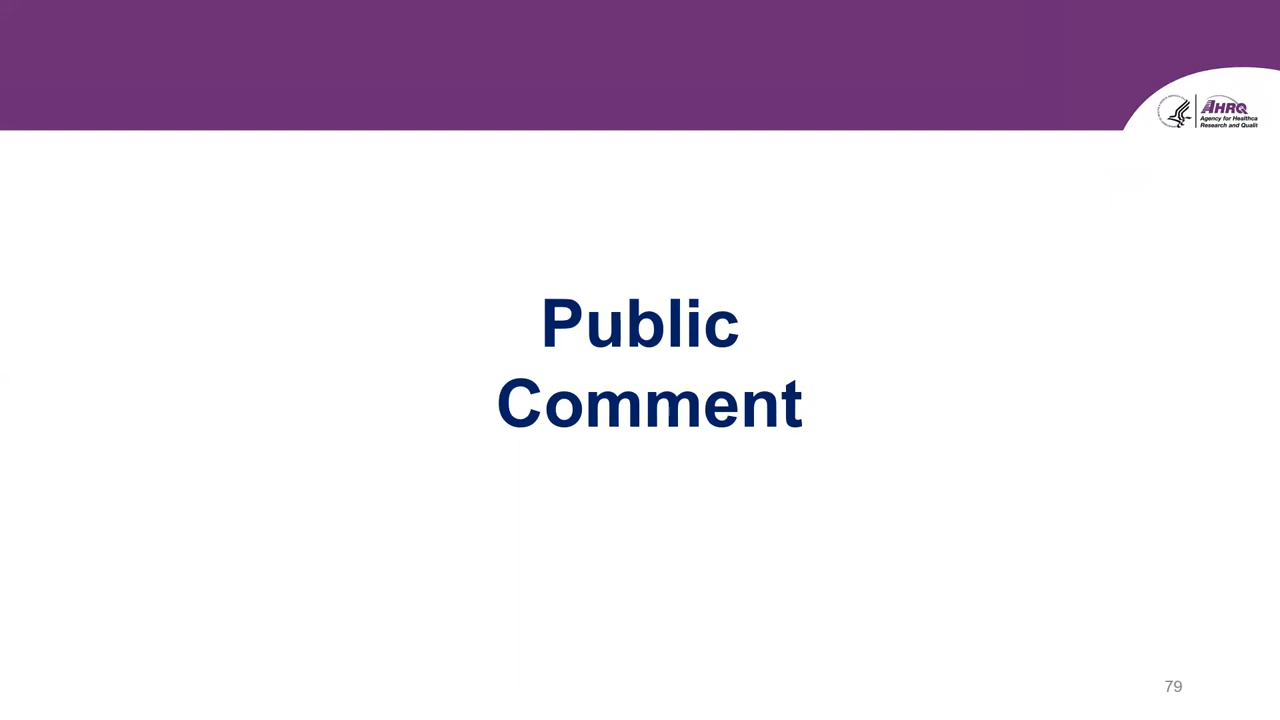 AHRQ
Agency for Healthca
Research and Qualit
Public
Comment
79